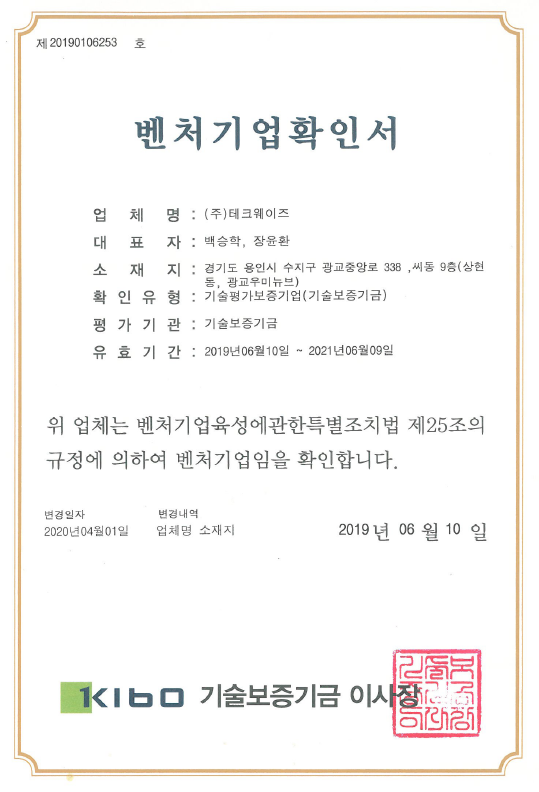 제 20190106253 호
벤처기업확인서
업 체 명 : (주)테크웨이즈
대 표 자 : 백승학, 장윤환
소 재 지 : 경기도 용인시 수지구 광교중앙로 338 ,씨동 9층(상현
동, 광교우미뉴브)
확 인 유 형 : 기술평가보증기업(기술보증기금)
평 가 기 관 : 기술보증기금
유 효 기 간 : 2019년06월10일 ~ 2021년06월09일
위 업체는 벤처기업육성에관한특별조치법 제25조의
규정에 의하여 벤처기업임을 확인합니다.
변경일자 변경내역
2020년04월01일 업체명 소재지
2019 년 06 월 10 일
KIBO 기술보증기금 이사장